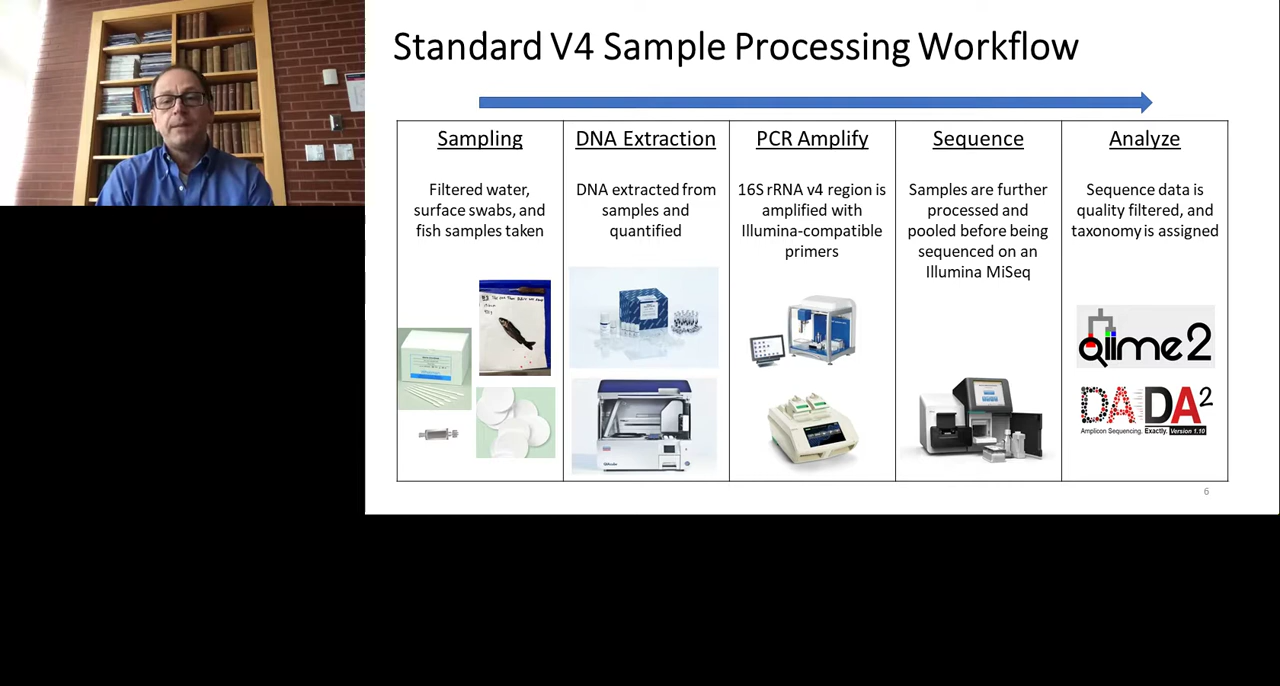 Standard V4 Sample Processing Workflow
Sampling
Filtered water,
surface swabs, and
fish samples taken
DNA Extraction
DNA extracted from
samples and
quantified
PCR Amplify
16S rRNA v4 region is
amplified with
Illumina-compatible
primers
Sequence
Samples are further
processed and
pooled before being
sequenced on an
Illumina MiSeq
Analyze
Sequence data is
quality filtered, and
taxonomy is assigned
qiime2
DADA2
Amplicon Sequencing. Exactly. Version 1.10
6